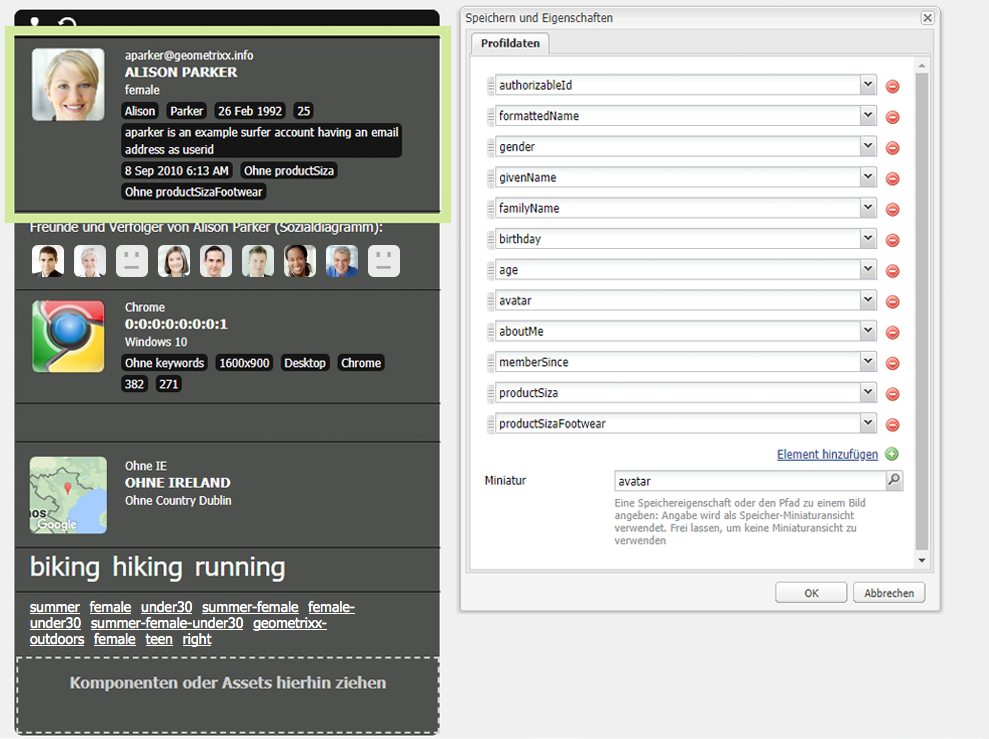 aparker@geometrixx.info
ALISON PARKER
female
Alison Parker 26 Feb 1992 25
aparker is an example surfer account having an email
address as userid
8 Sep 2010 6:13 AM Ohne productSiza
Ohne productSizaFootwear
Freunde und Verfolger von Alison Parker (Sozialdiagramm):
Chrome
0:0:0:0:0:0:0:1
Windows 10
Ohne keywords 1600x900 Desktop Chrome
382 271
Ohne IE
OHNE IRELAND
Ohne Country Dublin
aos
Google
biking hiking running
summer female under30 summer-female female-
under30 summer-female-under30 geometrixx-
outdoors female teen right
Komponenten oder Assets hierhin ziehen
Speichern und Eigenschaften
Profildaten
authorizableId
formattedName
gender
givenName
familyName
birthday
age
avatar
aboutMe
memberSince
productSiza
productSizaFootwear
Element hinzufügen
Miniatur avatar
Eine Speichereigenschaft oder den Pfad zu einem Bild
angeben: Angabe wird als Speicher-Miniaturansicht
verwendet. Frei lassen, um keine Miniaturansicht zu
verwenden
OK Abbrechen